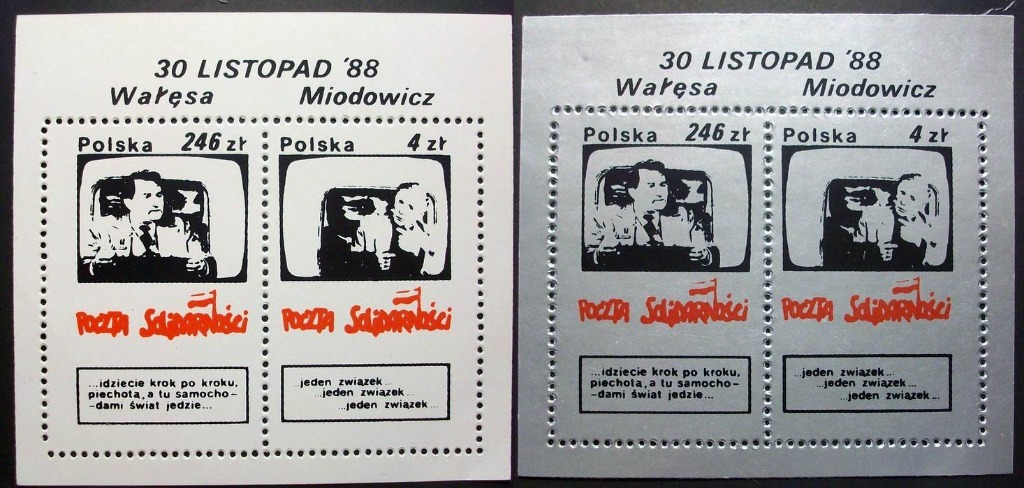 30 LISTOPAD '88
Wałęsa Miodowicz
Polska 246 zł
POCZTA SOLIDARNOŚCI
...idziecie krok po kroku,
piechotą, a tu samocho-
-dami świat jedzie...
Polska 4 zł
POCZTA SOLIDARNOŚCI
...jeden związek...
...jeden związek...
...jeden związek...
30 LISTOPAD '88
Wałęsa Miodowicz
Polska 246 zł
POCZTA SOLIDARNOŚCI
...idziecie krok po kroku,
piechotą, a tu samocho-
-dami świat jedzie...
Polska 4 zł
POCZTA SOLIDARNOŚCI
...jeden związek...
...jeden związek...
...jeden związek...